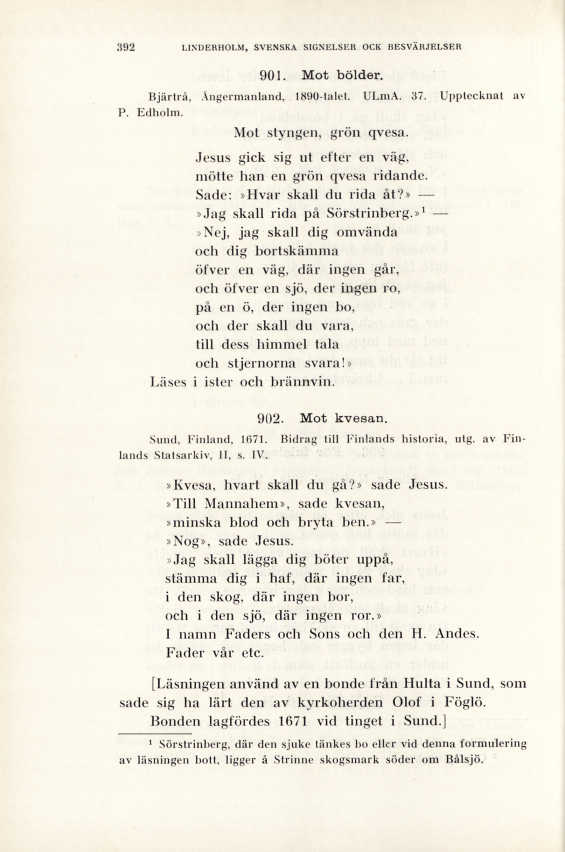 392 LINDERHOLM, SVENSKA SIGNELSER OCK BESVÄRJELSER
901. Mot bölder.
Bjärtrå, Ångermanland, 1890-talet. ULmA. 37. Upptecknat av
P. Edholm.
Mot styngen, grön qvesa.
Jesus gick sig ut efter en väg,
mötte han en grön qvesa ridande.
Sade: »Hvar skall du rida åt?» —
»Jag skall rida på Sörstrinberg.»¹ —
»Nej, jag skall dig omvända
och dig bortskämma
öfver en väg, där ingen går,
och öfver en sjö, der ingen ro,
på en ö, der ingen bo,
och der skall du vara,
till dess himmel tala
och stjernorna svara!»
Läses i ister och brännvin.
902. Mot kvesan.
Sund, Finland, 1671. Bidrag till Finlands historia, utg. av Fin-
lands Statsarkiv, II, s. IV.
»Kvesa, hvart skall du gå?» sade Jesus.
»Till Mannahem», sade kvesan,
»minska blod och bryta ben.» —
»Nog», sade Jesus.
»Jag skall lägga dig böter uppå,
stämma dig i haf, där ingen far,
i den skog, där ingen bor,
och i den sjö, där ingen ror.»
I namn Faders och Sons och den H. Andes.
Fader vår etc.
[Läsningen använd av en bonde från Hulta i Sund, som
sade sig ha lärt den av kyrkoherden Olof i Föglö.
Bonden lagfördes 1671 vid tinget i Sund.]
¹ Sörstrinberg, där den sjuke tänkes bo eller vid denna formulering
av läsningen bott, ligger å Strinne skogsmark söder om Bålsjö.